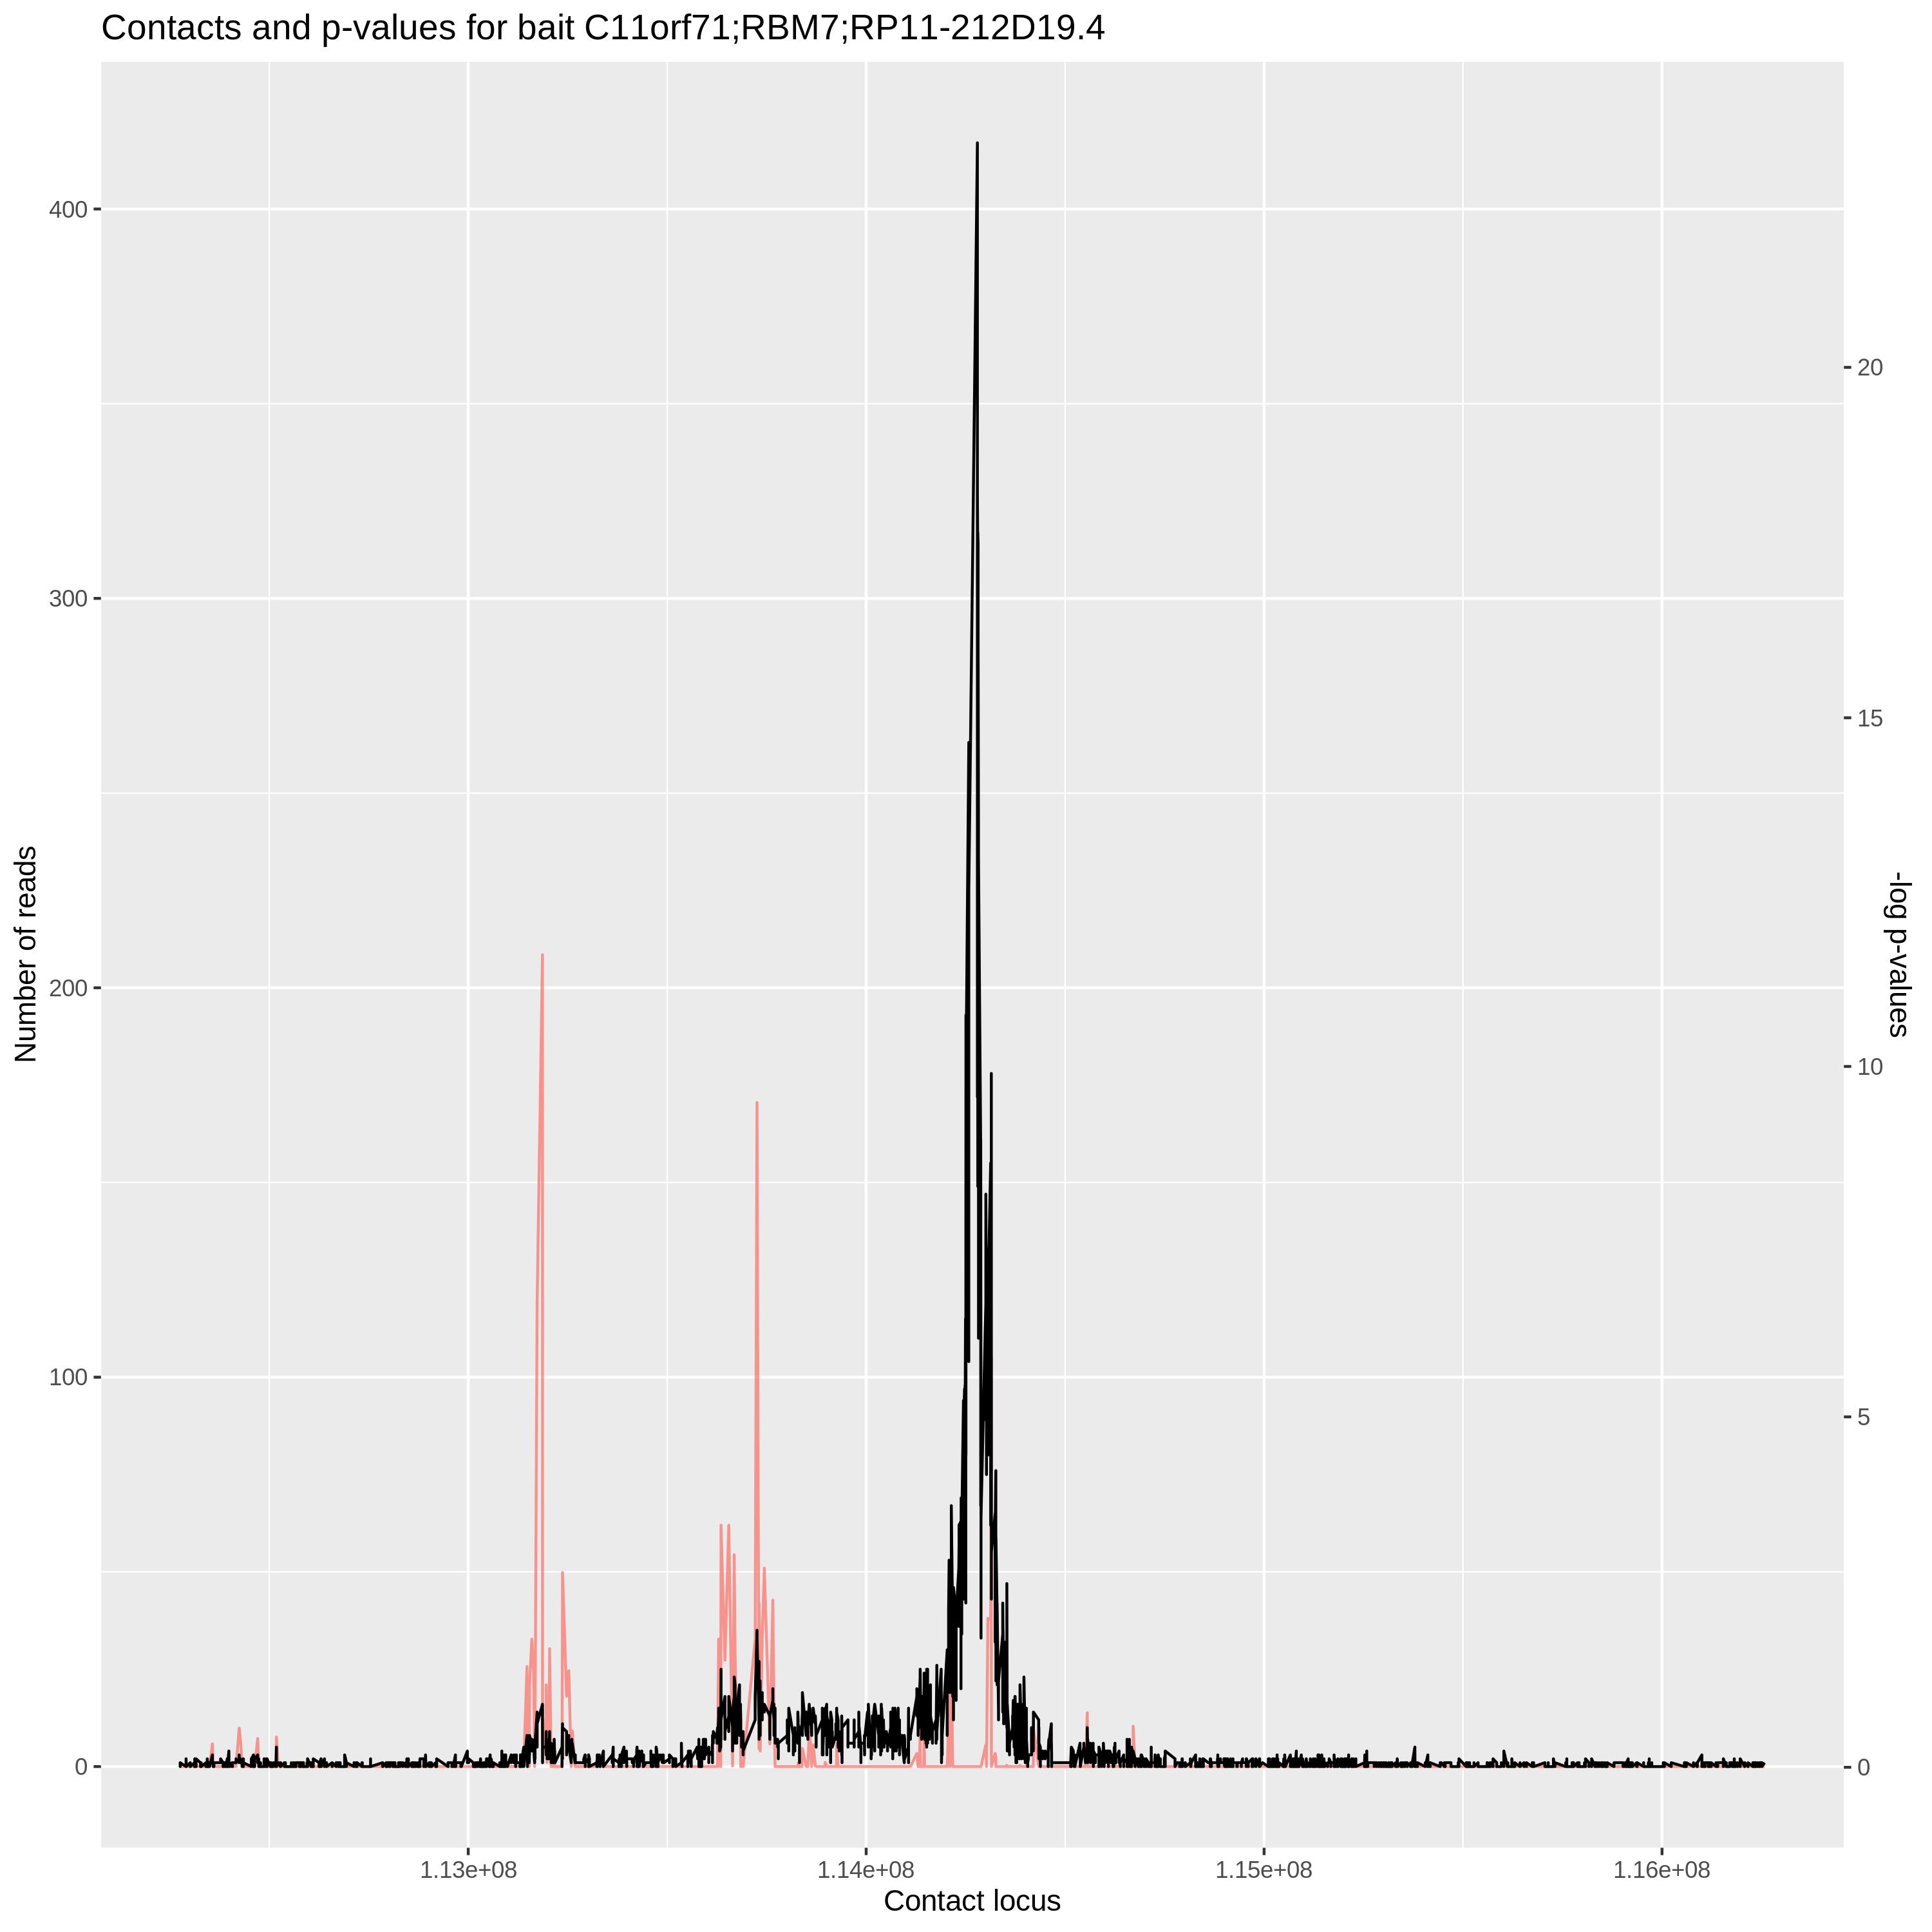 Contacts and p-values for bait C11orf71;RBM7;RP11-212D19.4
400
300
200
100
0
Number of reads
20
15
10
5
0
-log p-values
1.13e+08
1.14e+08
1.15e+08
1.16e+08
Contact locus